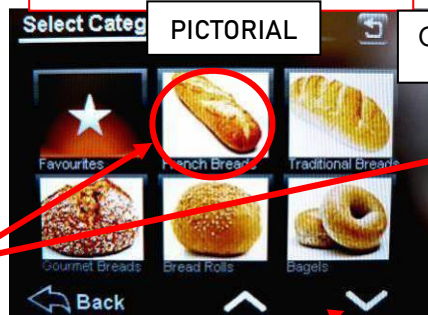 Select Categ
PICTORIAL
Favourites
French Breads
Traditional Breads
Gourmet Breads
Bread Rolls
Bagels
Back